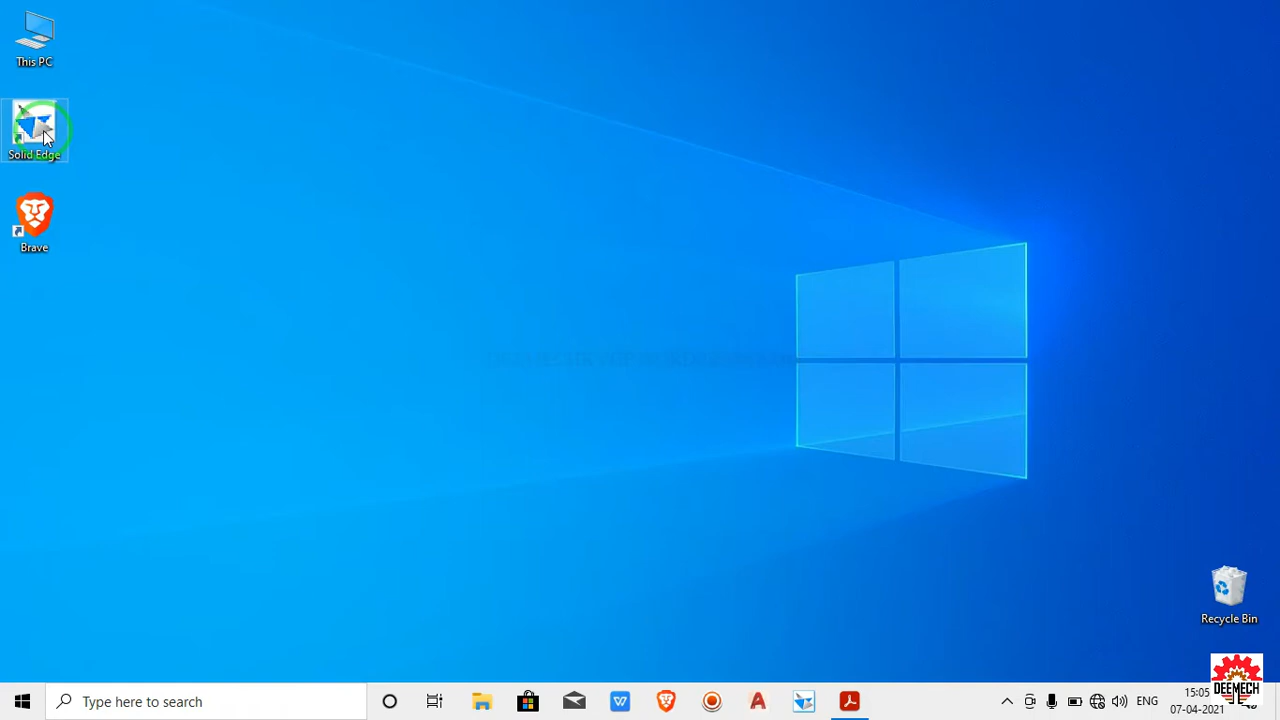 This PC
Solid Edge
Brave
Recycle Bin
DEEMECH
Type here to search
ENG
15:05
07-04-2021